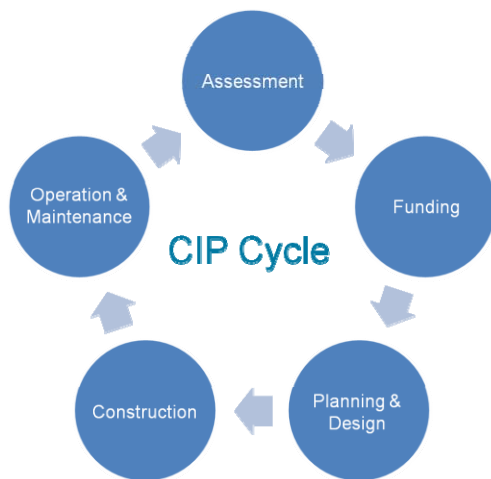 Assessment
Funding
Planning &
Design
Construction
Operation &
Maintenance
CIP Cycle